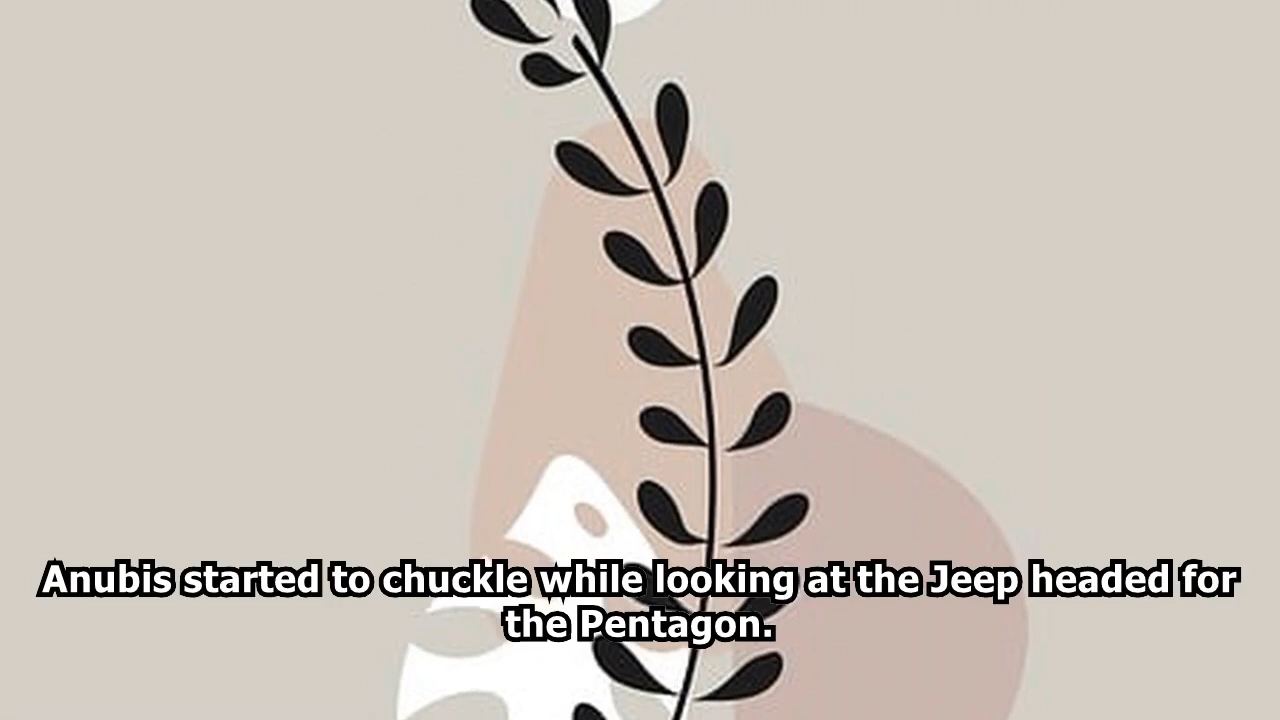 Anubis started to chuckle while looking at the Jeep headed for
the Pentagon.